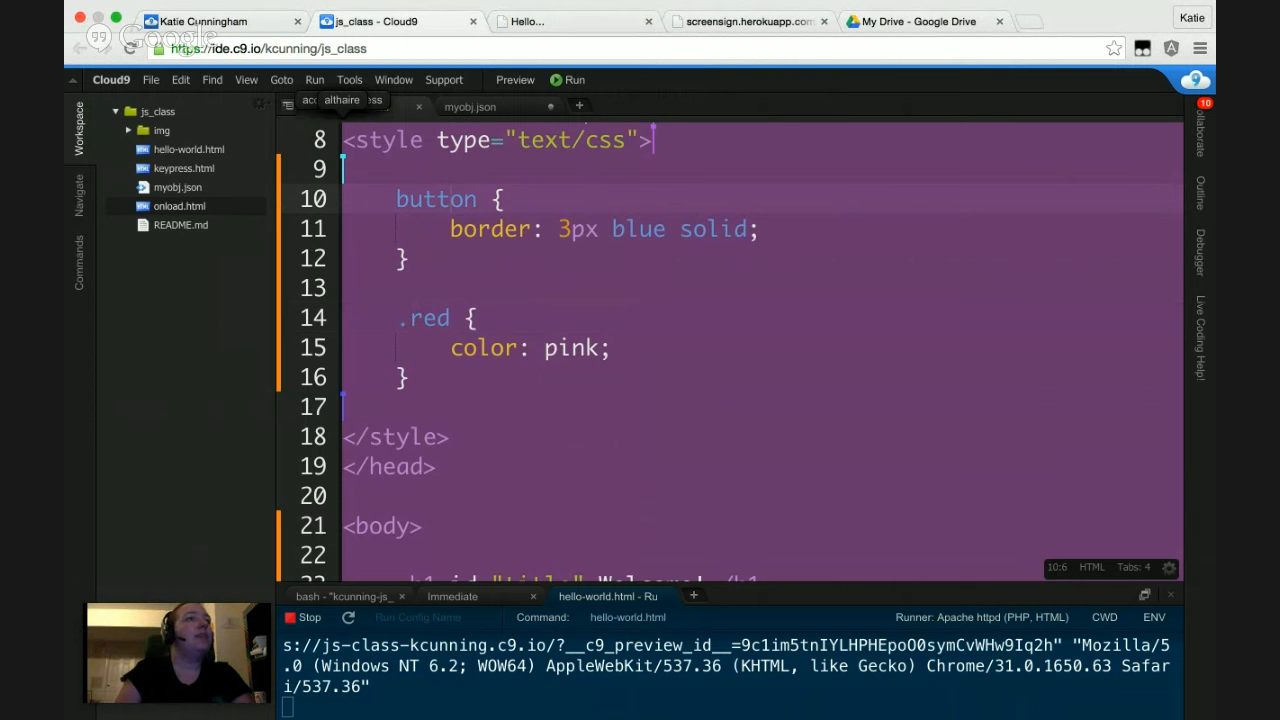 Katie Cunningham
js_class - Cloud9
Hello...
screensign.herokuapp.com
My Drive - Google Drive
Katie
Google
https://ide.c9.io/kcunning/js_class
Cloud9 File Edit Find View Goto Run Tools Window Support Preview Run
althaire
myobj.json
10
Workspace
Navigate
Commands
js_class
img
hello-world.html
keypress.html
myobj.json
onload.html
README.md
8 <style type="text/css">
9
10 button {
11 border: 3px blue solid;
12 }
13
14 .red {
15 color: pink;
16 }
17
18 </style>
19 </head>
20
21 <body>
22
Collaborate
Outline
Debugger
Live Coding Help!
10:6 HTML Tabs: 4
bash - "kcunning-js_
Immediate
hello-world.html - Ru
Stop Run Config Name Command: hello-world.html Runner: Apache httpd (PHP, HTML) CWD ENV
s://js-class-kcunning.c9.io/?__c9_preview_id__=9c1im5tnIYLHPHEpoO0symCvWHw9Iq2h" "Mozilla/5
.0 (Windows NT 6.2; WOW64) AppleWebKit/537.36 (KHTML, like Gecko) Chrome/31.0.1650.63 Safar
i/537.36"